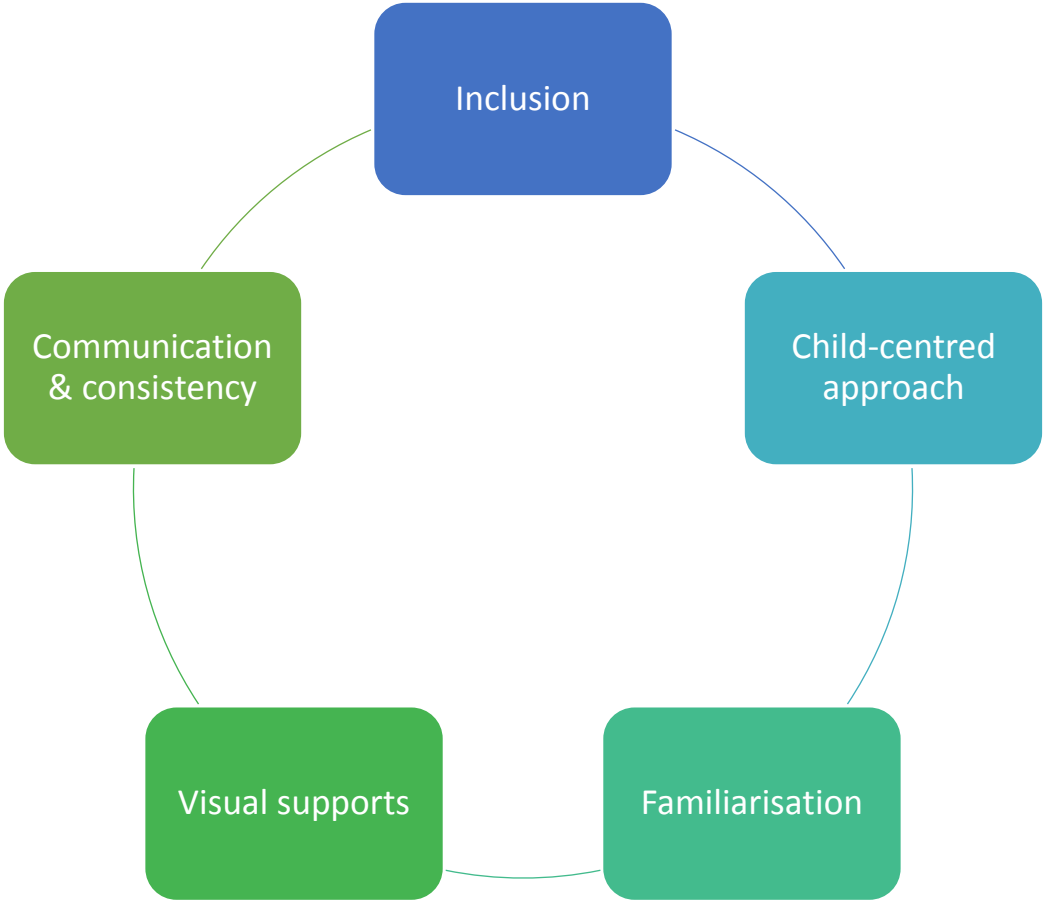 Inclusion
Child-centred
approach
Familiarisation
Visual supports
Communication
& consistency